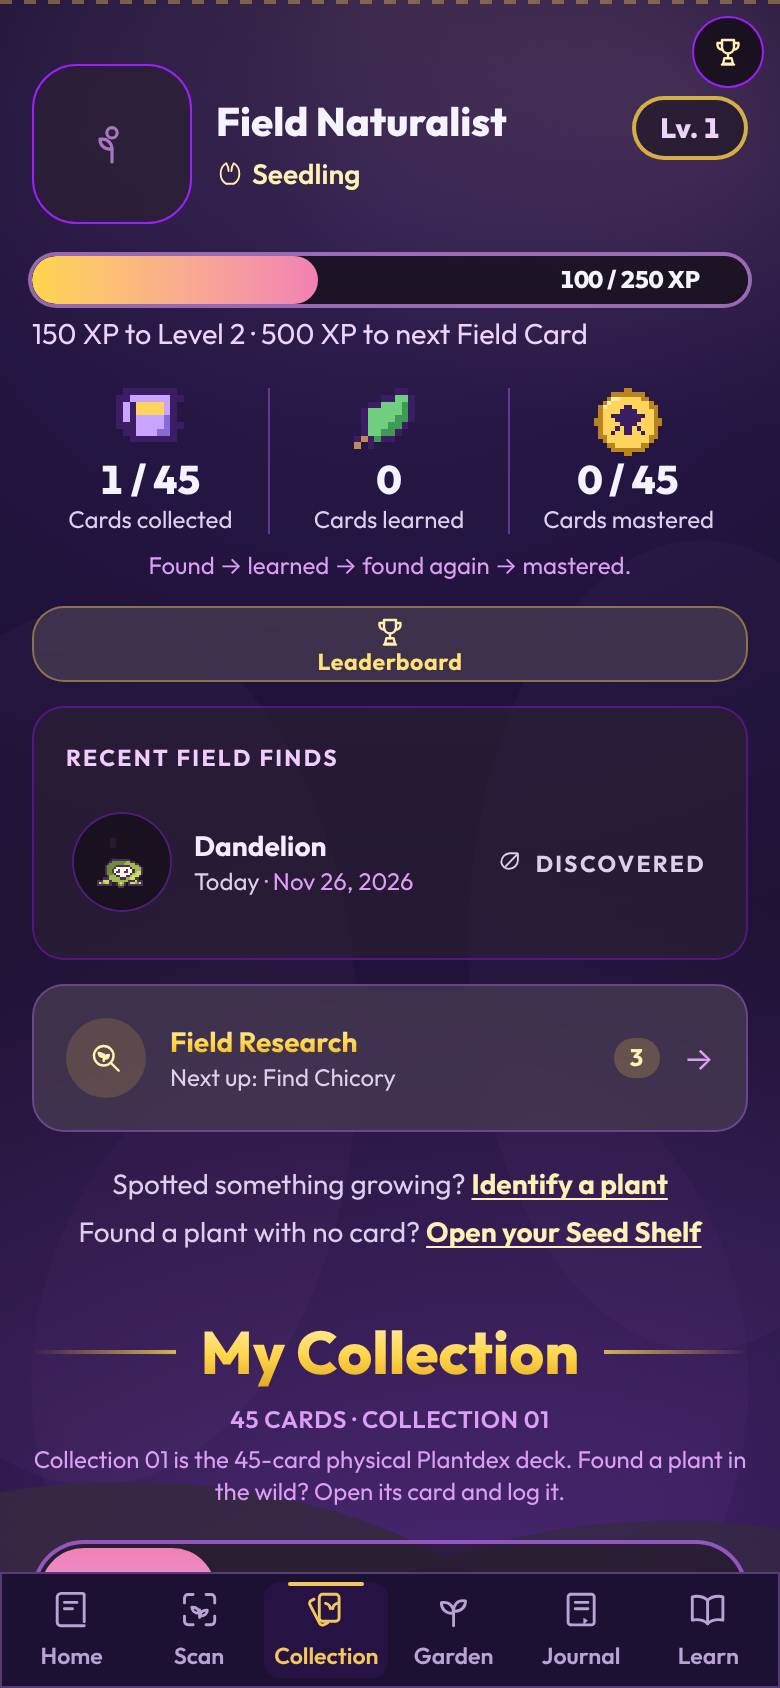 Field Naturalist
Lv. 1
Seedling
100 / 250 XP
150 XP to Level 2 · 500 XP to next Field Card
1 / 45
Cards collected
0
Cards learned
0 / 45
Cards mastered
Found → learned → found again → mastered.
Leaderboard
RECENT FIELD FINDS
Dandelion
Today · Nov 26, 2026
DISCOVERED
Field Research
Next up: Find Chicory
3 →
Spotted something growing? Identify a plant
Found a plant with no card? Open your Seed Shelf
My Collection
45 CARDS · COLLECTION 01
Collection 01 is the 45-card physical Plantdex deck. Found a plant in
the wild? Open its card and log it.
Home
Scan
Collection
Garden
Journal
Learn